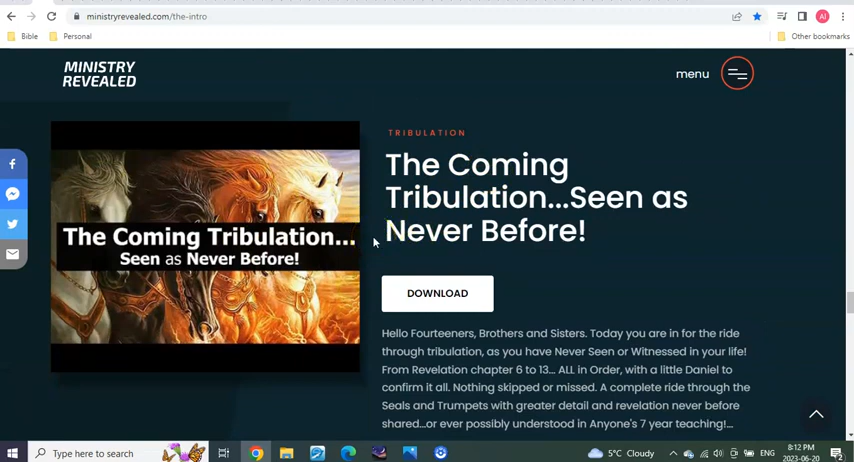 ministryrevealed.com/the-intro
Al
Bible
Personal
Other bookmarks
MINISTRY
REVEALED
menu
TRIBULATION
The Coming
Tribulation...Seen as
Never Before!
The Coming Tribulation...
Seen as Never Before!
DOWNLOAD
Hello Fourteeners, Brothers and Sisters. Today you are in for the ride
through tribulation, as you have Never Seen or Witnessed in your life!
From Revelation chapter 6 to 13... ALL in Order, with a little Daniel to
confirm it all. Nothing skipped or missed. A complete ride through the
Seals and Trumpets with greater detail and revelation never before
shared...or ever possibly understood in Anyone's 7 year teaching!...
Type here to search
5°C Cloudy
ENG
8:12 PM
2023-06-20
2